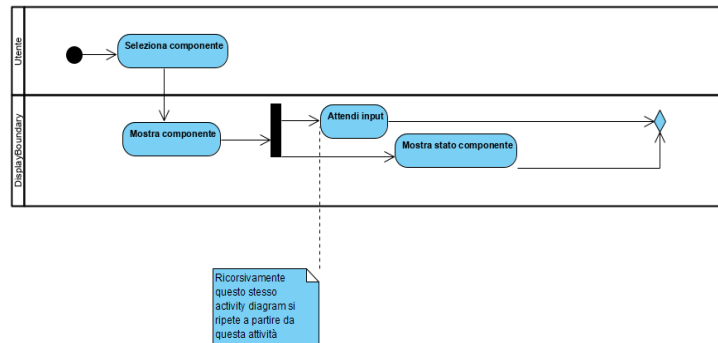 Utente
Seleziona componente
DisplayBoundary
Mostra componente
Attendi input
Mostra stato componente
Ricorsivamente
questo stesso
activity diagram si
ripete a partire da
questa attività